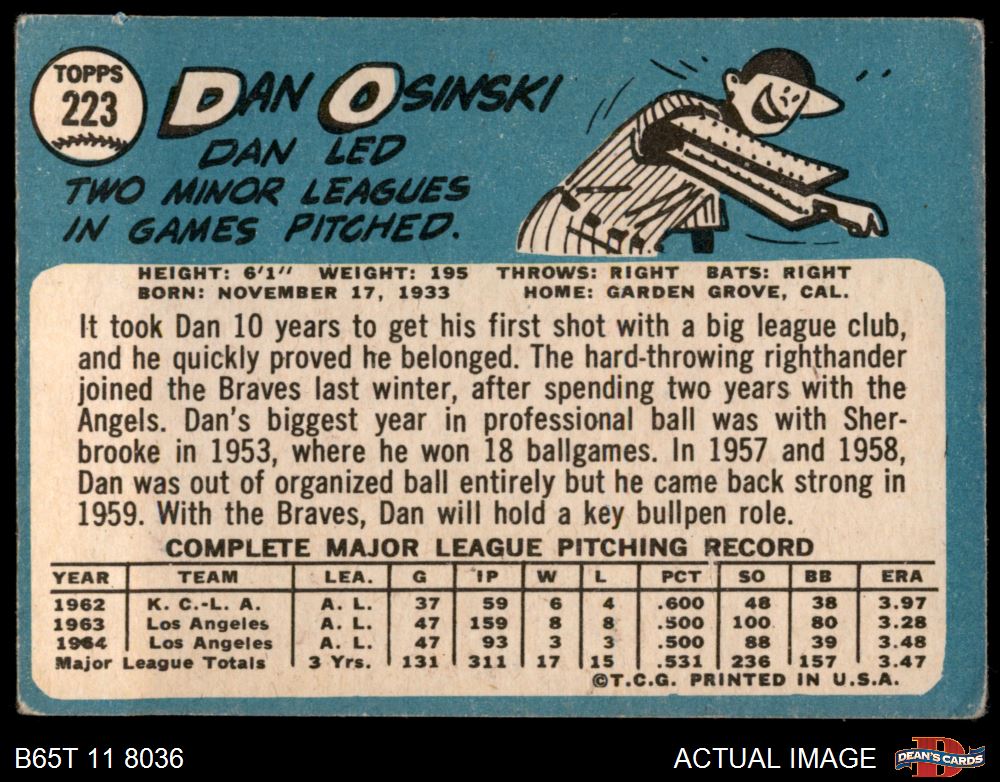 TOPPS
223
DAN OSINSKI
DAN LED
TWO MINOR LEAGUES
IN GAMES PITCHED.
HEIGHT: 6'1" WEIGHT: 195 THROWS: RIGHT BATS: RIGHT
BORN: NOVEMBER 17, 1933 HOME: GARDEN GROVE, CAL.
It took Dan 10 years to get his first shot with a big league club,
and he quickly proved he belonged. The hard-throwing righthander
joined the Braves last winter, after spending two years with the
Angels. Dan's biggest year in professional ball was with Sher-
brooke in 1953, where he won 18 ballgames. In 1957 and 1958,
Dan was out of organized ball entirely but he came back strong in
1959. With the Braves, Dan will hold a key bullpen role.
COMPLETE MAJOR LEAGUE PITCHING RECORD
YEAR TEAM LEA. G IP W L PCT SO BB ERA
1962 K. C.-L. A. A. L. 37 59 6 4 .600 48 38 3.97
1963 Los Angeles A. L. 47 159 8 8 .500 100 80 3.28
1964 Los Angeles A. L. 47 93 3 3 .500 88 39 3.48
Major League Totals 3 Yrs. 131 311 17 15 .531 236 157 3.47
©T.C.G. PRINTED IN U.S.A.
B65T 11 8036 ACTUAL IMAGE D DEAN'S CARDS